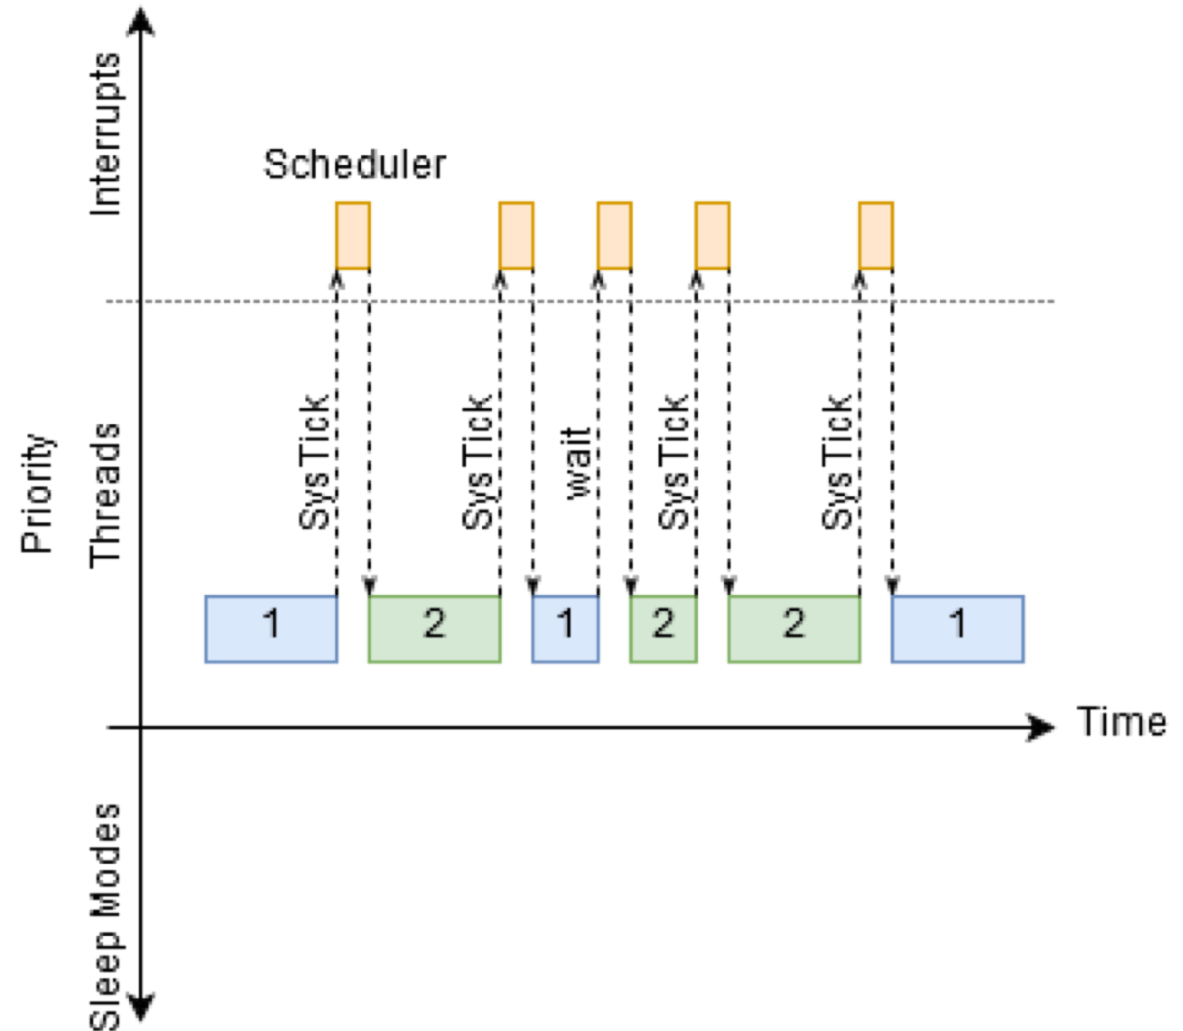 Interrupts
Scheduler
SysTick
SysTick
wait
SysTick
SysTick
Priority
Threads
1
2
1
2
2
1
Time
Sleep Modes